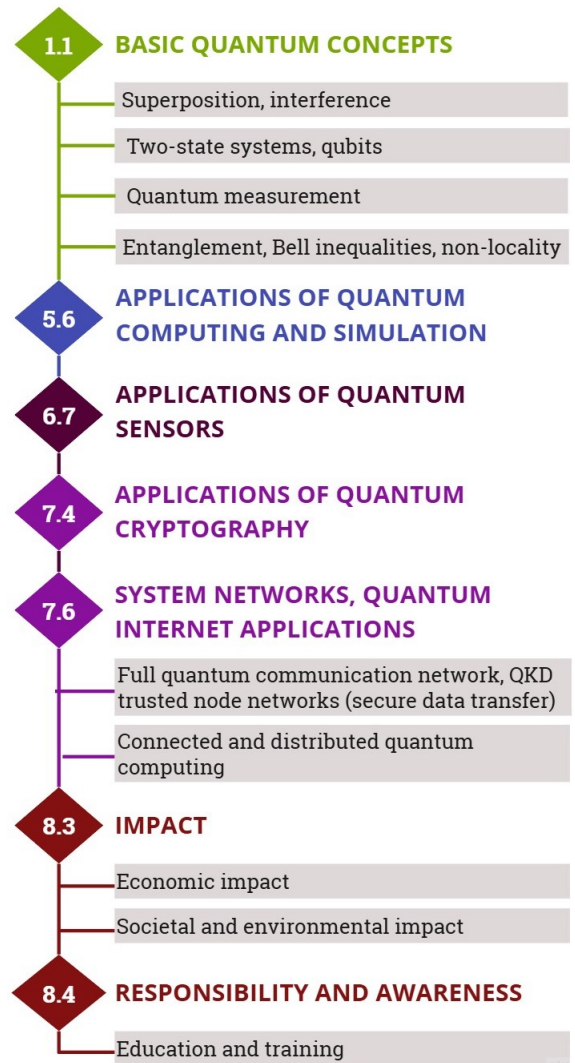 1.1 BASIC QUANTUM CONCEPTS
Superposition, interference
Two-state systems, qubits
Quantum measurement
Entanglement, Bell inequalities, non-locality
5.6 APPLICATIONS OF QUANTUM
COMPUTING AND SIMULATION
6.7 APPLICATIONS OF QUANTUM
SENSORS
7.4 APPLICATIONS OF QUANTUM
CRYPTOGRAPHY
7.6 SYSTEM NETWORKS, QUANTUM
INTERNET APPLICATIONS
Full quantum communication network, QKD
trusted node networks (secure data transfer)
Connected and distributed quantum
computing
8.3 IMPACT
Economic impact
Societal and environmental impact
8.4 RESPONSIBILITY AND AWARENESS
Education and training